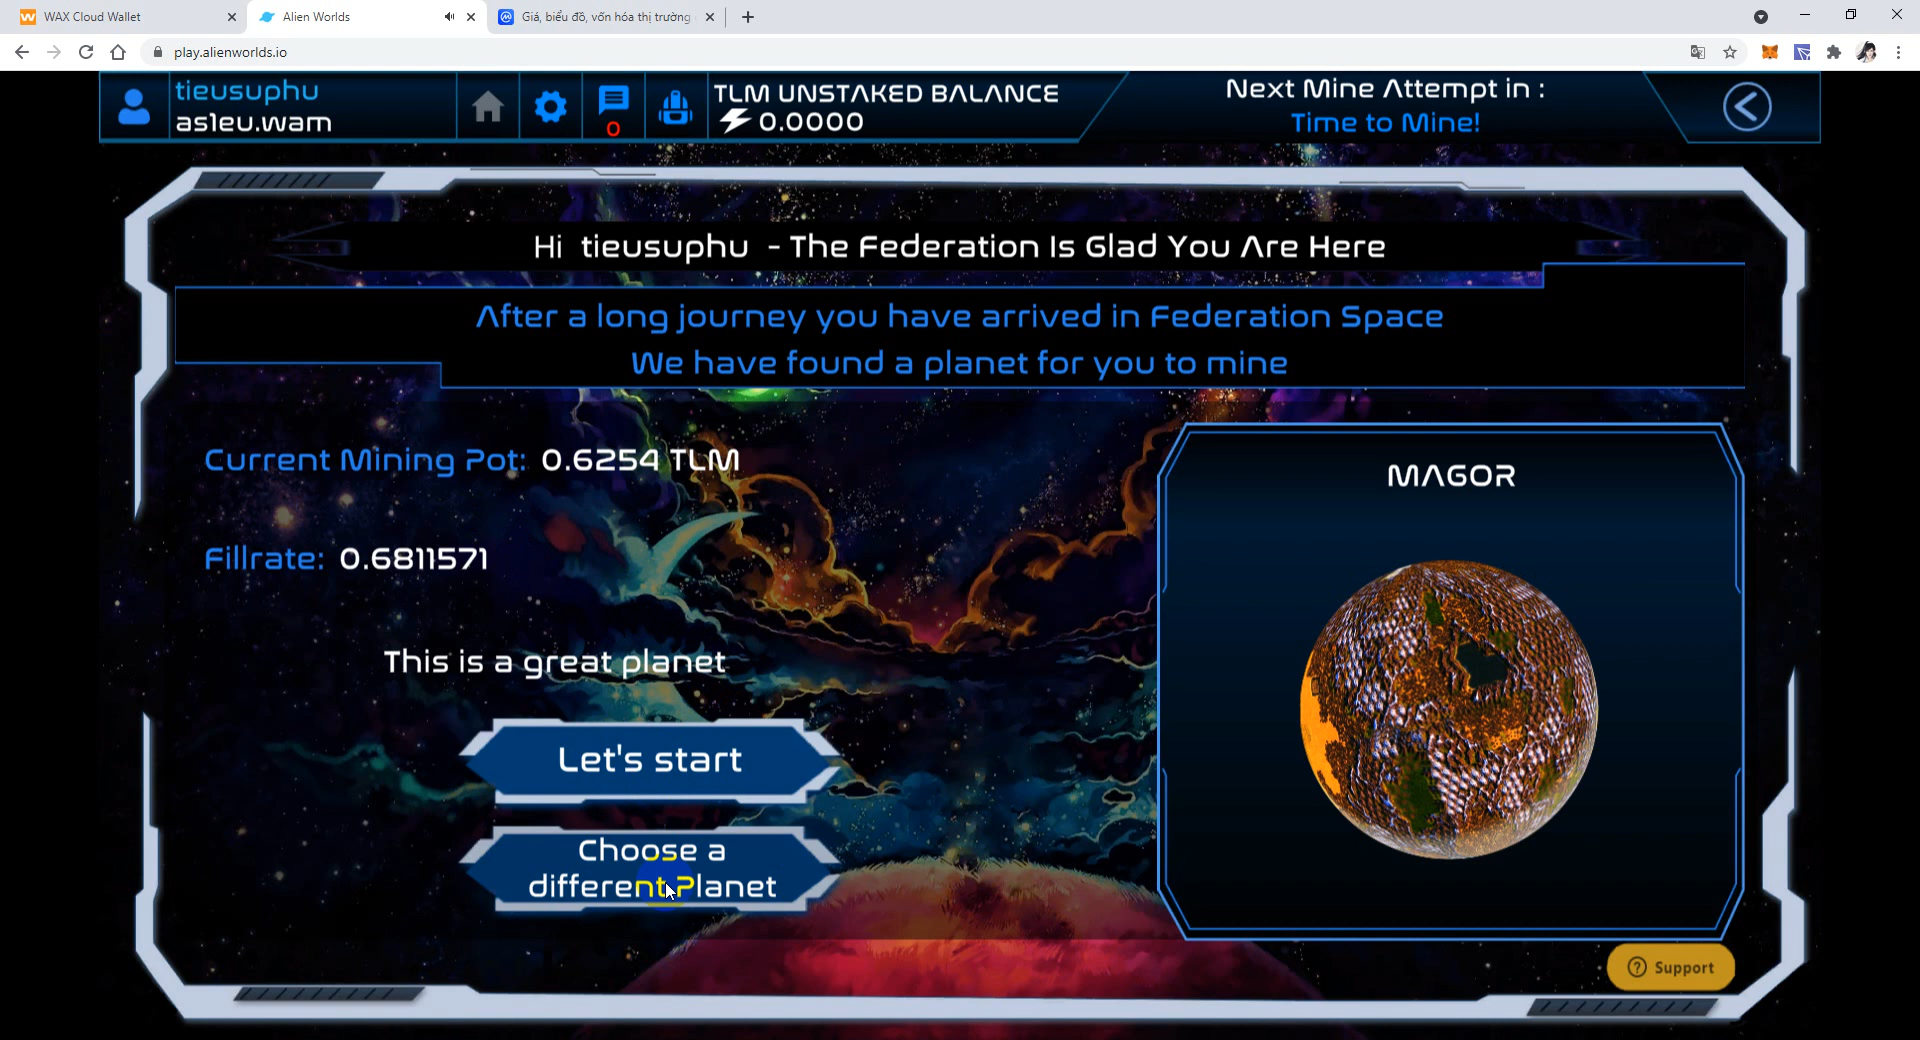 WAX Cloud Wallet
Alien Worlds
Giá, biểu đồ, vốn hóa thị trường
play.alienworlds.io
tieusuphu
as1eu.wam
0
TLM UNSTAKED BALANCE
0.0000
Next Mine Attempt in :
Time to Mine!
Hi tieusuphu - The Federation Is Glad You Are Here
After a long journey you have arrived in Federation Space
We have found a planet for you to mine
Current Mining Pot: 0.6254 TLM
Fillrate: 0.6811571
This is a great planet
Let's start
Choose a
different Planet
MAGOR
Support